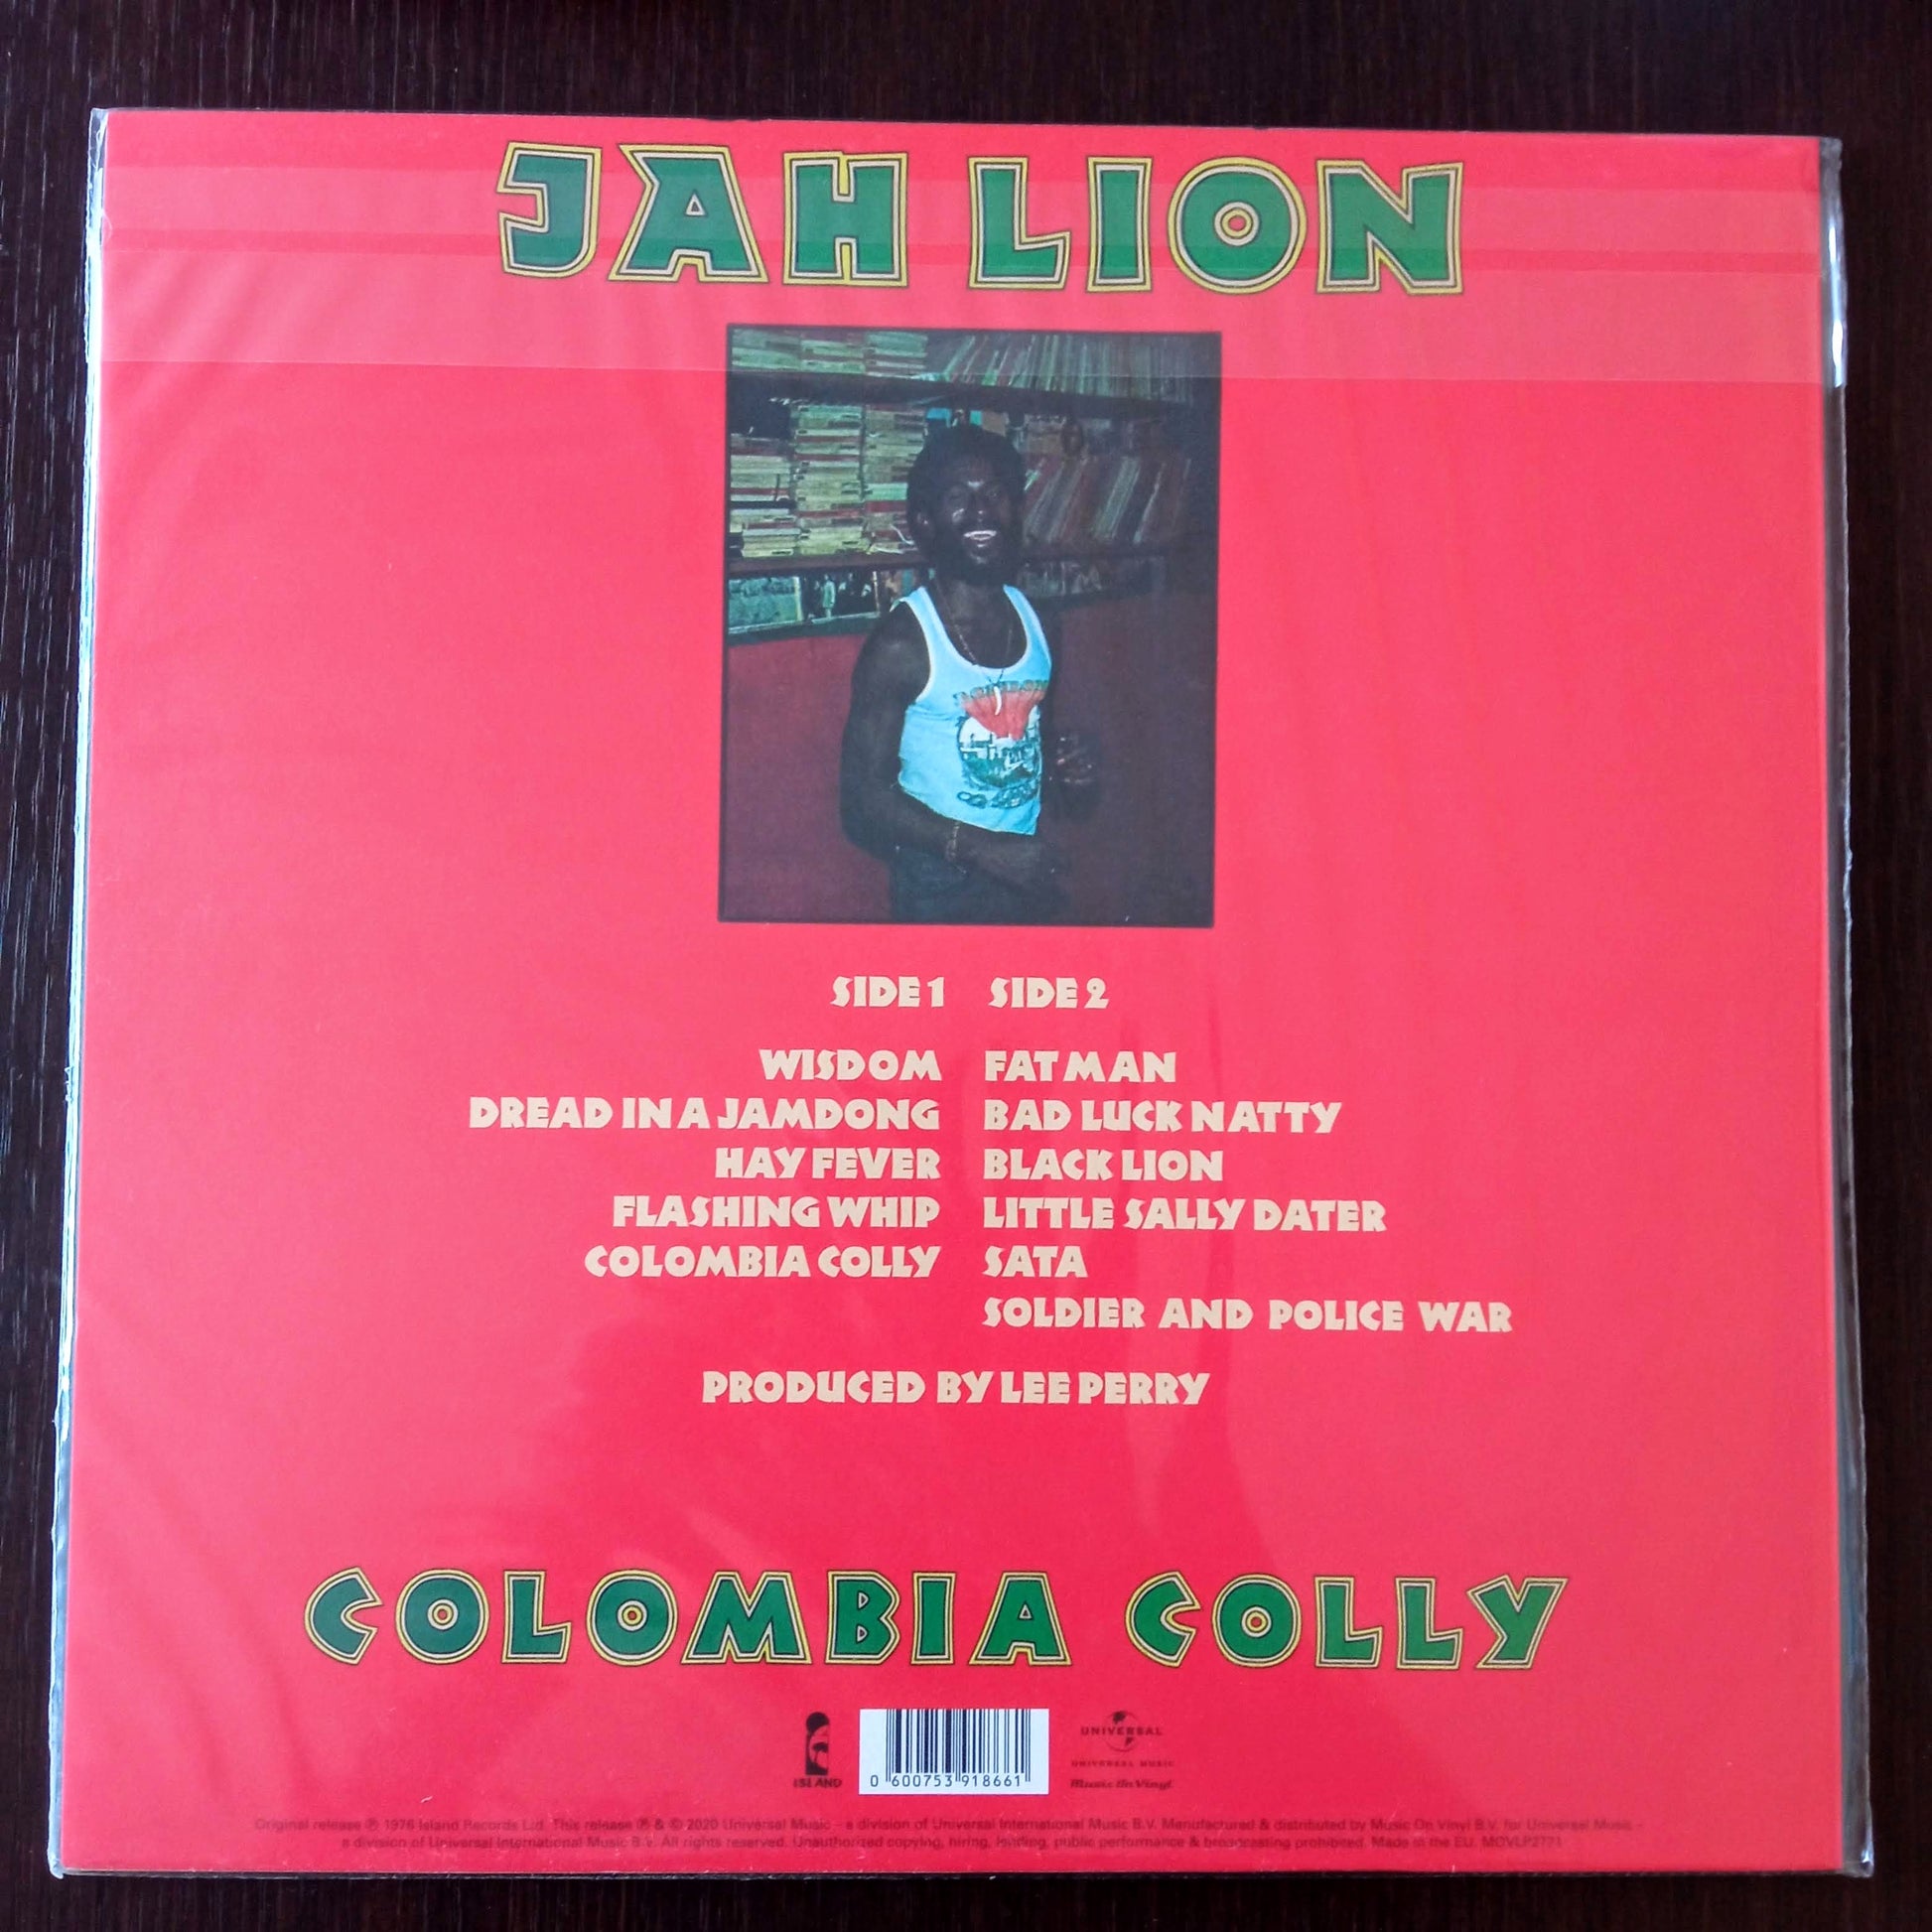 JAH LION
SIDE 1
WISDOM
DREAD IN A JAMDONG
HAY FEVER
FLASHING WHIP
COLOMBIA COLLY
SIDE 2
FAT MAN
BAD LUCK NATTY
BLACK LION
LITTLE SALLY DATER
SATA
SOLDIER AND POLICE WAR
PRODUCED BY LEE PERRY
COLOMBIA COLLY
ISLAND
0 600753 918661
UNIVERSAL
UNIVERSAL MUSIC
Music On Vinyl
Original release ℗ 1976 Island Records Ltd. This release ℗ & © 2020 Universal Music – a division of Universal International Music B.V. Manufactured & distributed by Music On Vinyl B.V. for Universal Music –
a division of Universal International Music B.V. All rights reserved. Unauthorized copying, hiring, lending, public performance & broadcasting prohibited. Made in the EU. MOVLP2771